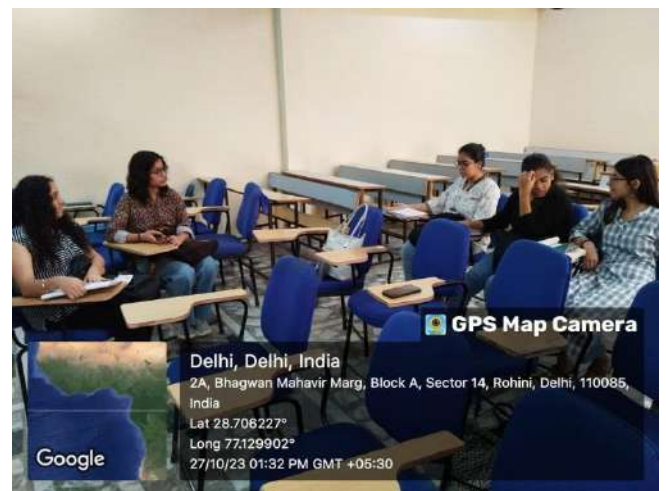 GPS Map Camera
Delhi, Delhi, India
2A, Bhagwan Mahavir Marg, Block A, Sector 14, Rohini, Delhi, 110085,
India
Lat 28.706227°
Long 77.129902°
27/10/23 01:32 PM GMT +05:30
Google